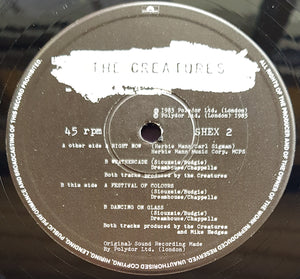 THE CREATURES
℗ 1983 Polydor Ltd. (London)
© Polydor Ltd. (London) 1983
45 rpm
SHEX 2
A other side A RIGHT NOW (Herbie Mann/Carl Sigman)
Herbie Mann Music Corp. MCPS
B WEATHERCADE (Siouxsie/Budgie)
Dreamhouse/Chappells
Both tracks produced by the Creatures
B this side A FESTIVAL OF COLOURS
(Siouxsie/Budgie)
Dreamhouse/Chappells
B DANCING ON GLASS
(Siouxsie/Budgie)
Dreamhouse/Chappells
Both tracks produced by the Creatures
and Mike Hedges
Original Sound Recording Made
By Polydor Ltd. (London)
ALL RIGHTS OF THE PRODUCER AND OF THE OWNER OF THE WORK REPRODUCED RESERVED. UNAUTHORISED COPYING, HIRING, LENDING, PUBLIC PERFORMANCE AND BROADCASTING OF THIS RECORD PROHIBITED.